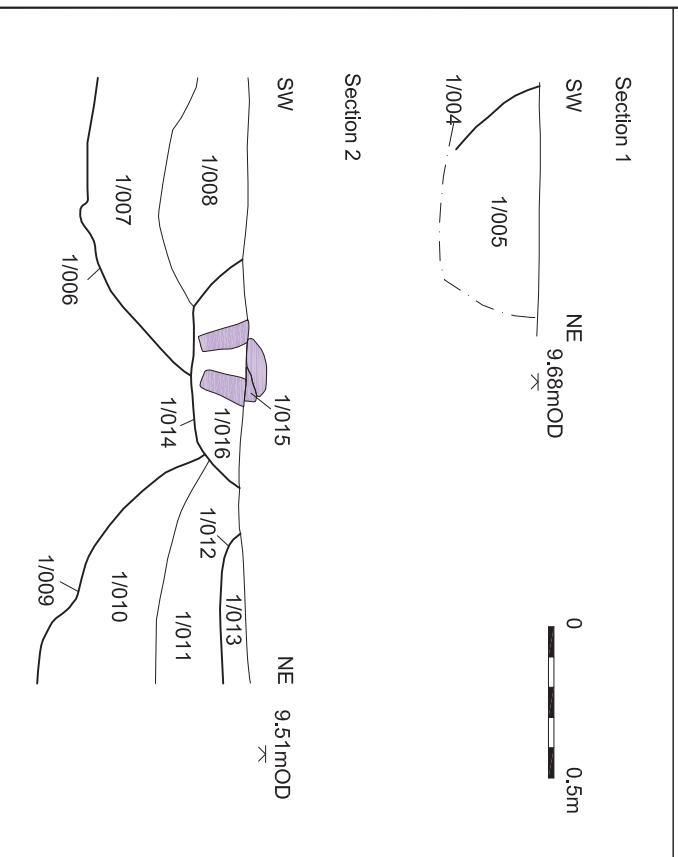 Section 1
SW
NE
9.68mOD
1/004
1/005
0
0.5m
Section 2
SW
NE
9.51mOD
1/008
1/007
1/006
1/015
1/016
1/014
1/012
1/013
1/011
1/010
1/009